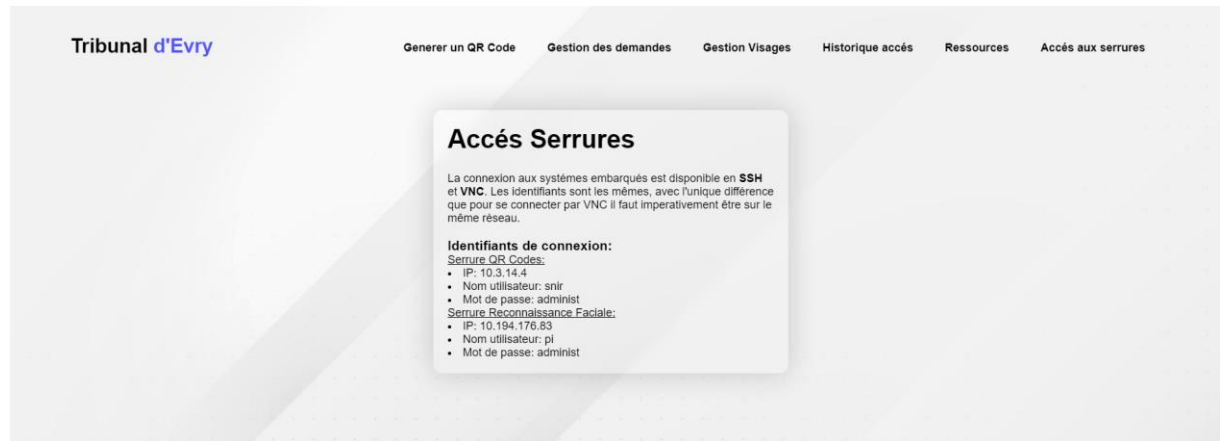 Tribunal d'Evry
Generer un QR Code
Gestion des demandes
Gestion Visages
Historique accés
Ressources
Accés aux serrures
Accés Serrures
La connexion aux systèmes embarqués est disponible en SSH
et VNC. Les identifiants sont les mêmes, avec l'unique différence
que pour se connecter par VNC il faut imperativement être sur le
même réseau.
Identifiants de connexion:
Serrure QR Codes:
• IP: 10.3.14.4
• Nom utilisateur: snir
• Mot de passe: administ
Serrure Reconnaissance Faciale:
• IP: 10.194.176.83
• Nom utilisateur: pi
• Mot de passe: administ